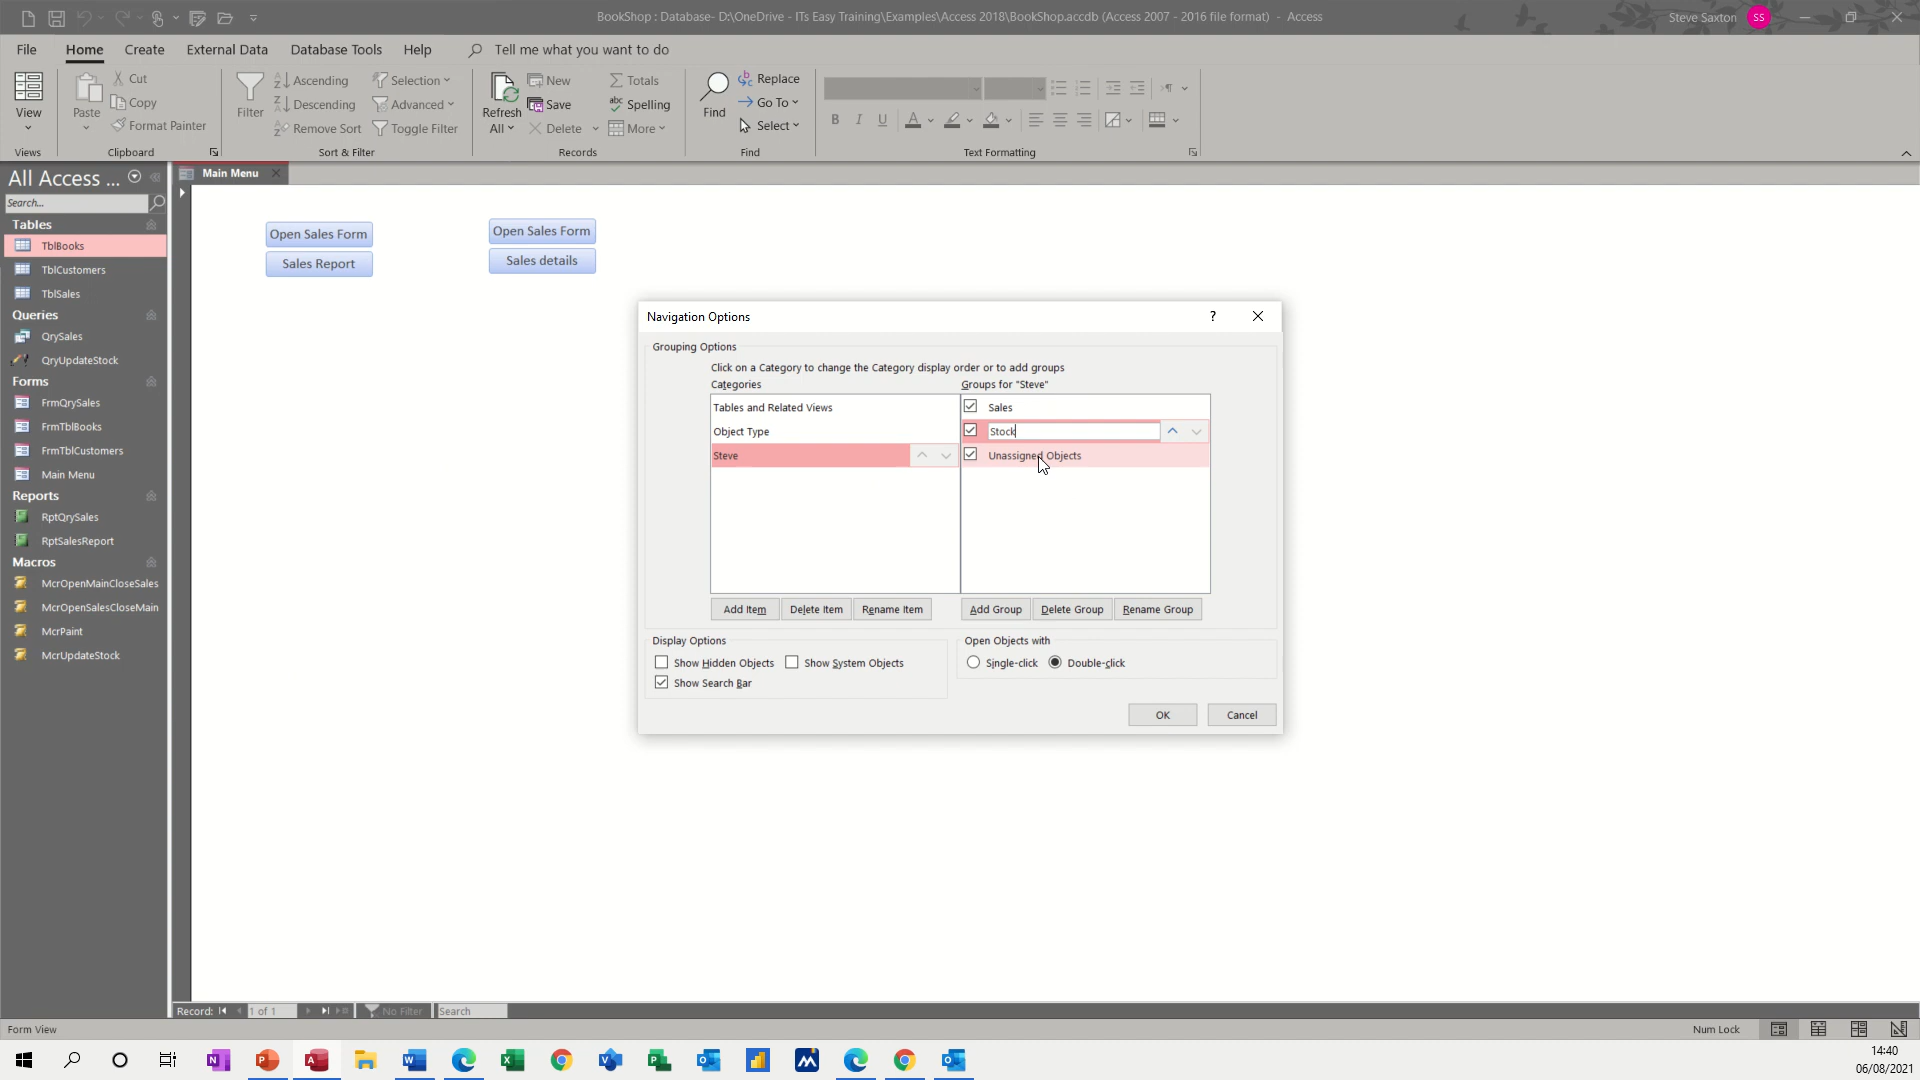 BookShop : Database- D:\OneDrive - ITs Easy Training\Examples\Access 2018\BookShop.accdb (Access 2007 - 2016 file format) - Access
Steve Saxton SS
File Home Create External Data Database Tools Help Tell me what you want to do
View
Views
Paste
Cut
Copy
Format Painter
Clipboard
Filter
Ascending
Descending
Remove Sort
Selection
Advanced
Toggle Filter
Sort & Filter
Refresh
All
New
Save
Delete
Totals
Spelling
More
Records
Find
Replace
Go To
Select
Find
B I U
Text Formatting
All Access ...
Search...
Tables
TblBooks
TblCustomers
TblSales
Queries
QrySales
QryUpdateStock
Forms
FrmQrySales
FrmTblBooks
FrmTblCustomers
Main Menu
Reports
RptQrySales
RptSalesReport
Macros
McrOpenMainCloseSales
McrOpenSalesCloseMain
McrPaint
McrUpdateStock
Main Menu
Open Sales Form
Sales Report
Open Sales Form
Sales details
Navigation Options
Grouping Options
Click on a Category to change the Category display order or to add groups
Categories
Groups for "Steve"
Tables and Related Views
Object Type
Steve
Sales
Stock
Unassigned Objects
Add Item Delete Item Rename Item
Add Group Delete Group Rename Group
Display Options
Show Hidden Objects Show System Objects
Show Search Bar
Open Objects with
Single-click Double-click
OK Cancel
Record: 1 of 1 No Filter Search
Form View
Num Lock
14:40
06/08/2021